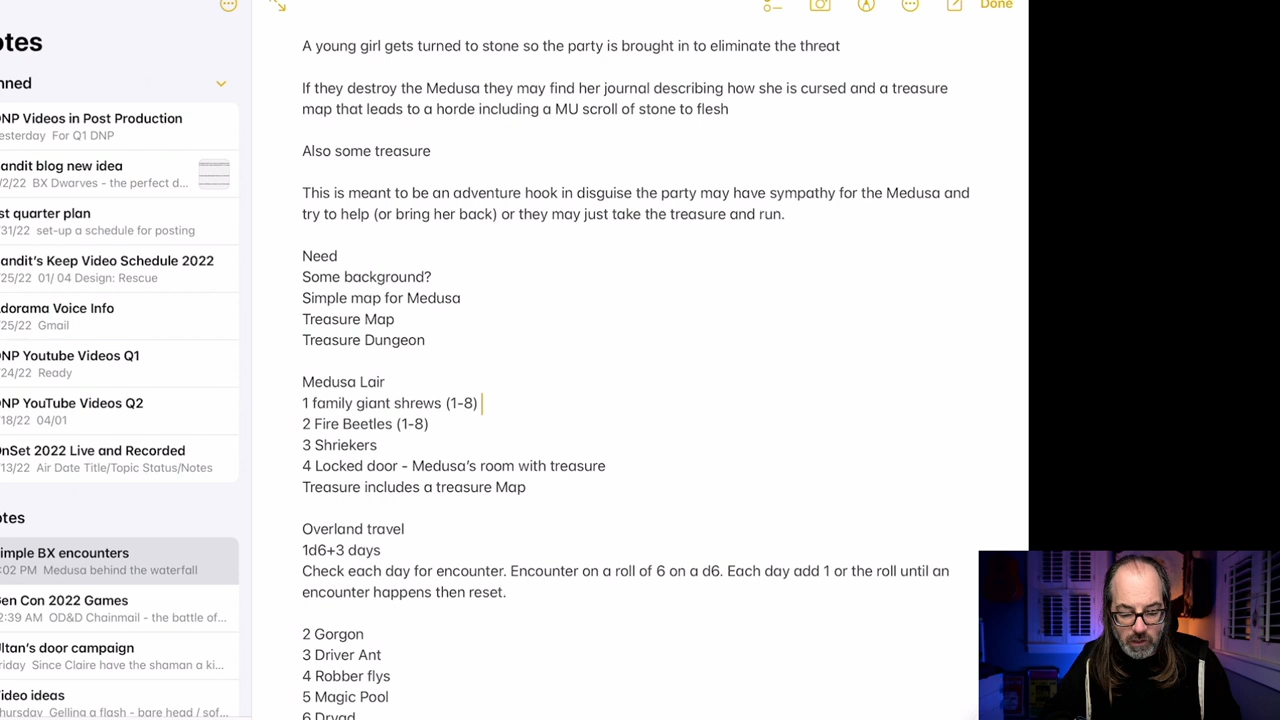 otes
nned
NP Videos in Post Production
esterday For Q1 DNP
andit blog new idea
/2/22 BX Dwarves - the perfect d...
st quarter plan
/31/22 set-up a schedule for posting
andit's Keep Video Schedule 2022
/25/22 01/ 04 Design: Rescue
dorama Voice Info
/25/22 Gmail
NP Youtube Videos Q1
/24/22 Ready
NP YouTube Videos Q2
/18/22 04/01
nSet 2022 Live and Recorded
/13/22 Air Date Title/Topic Status/Notes
otes
imple BX encounters
:02 PM Medusa behind the waterfall
en Con 2022 Games
2:39 AM OD&D Chainmail - the battle of...
ltan's door campaign
riday Since Claire have the shaman a ki...
ideo ideas
hursday Gelling a flash - bare head / sof...
Done
A young girl gets turned to stone so the party is brought in to eliminate the threat
If they destroy the Medusa they may find her journal describing how she is cursed and a treasure
map that leads to a horde including a MU scroll of stone to flesh
Also some treasure
This is meant to be an adventure hook in disguise the party may have sympathy for the Medusa and
try to help (or bring her back) or they may just take the treasure and run.
Need
Some background?
Simple map for Medusa
Treasure Map
Treasure Dungeon
Medusa Lair
1 family giant shrews (1-8)
2 Fire Beetles (1-8)
3 Shriekers
4 Locked door - Medusa's room with treasure
Treasure includes a treasure Map
Overland travel
1d6+3 days
Check each day for encounter. Encounter on a roll of 6 on a d6. Each day add 1 or the roll until an
encounter happens then reset.
2 Gorgon
3 Driver Ant
4 Robber flys
5 Magic Pool
6 Dryad